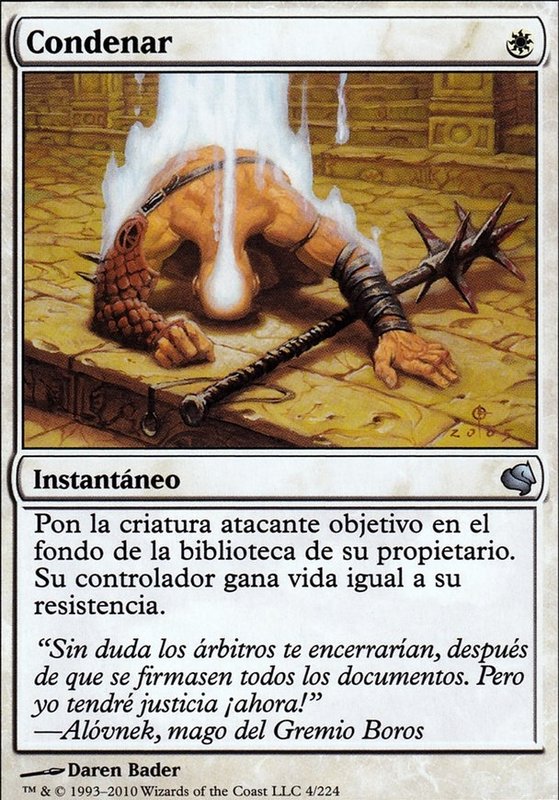 Condenar
2005
Instantáneo
Pon la criatura atacante objetivo en el
fondo de la biblioteca de su propietario.
Su controlador gana vida igual a su
resistencia.
“Sin duda los árbitros te encerrarían, después
de que se firmasen todos los documentos. Pero
yo tendré justicia ¡ahora!”
—Alóvnek, mago del Gremio Boros
Daren Bader
™ & © 1993–2010 Wizards of the Coast LLC 4/224